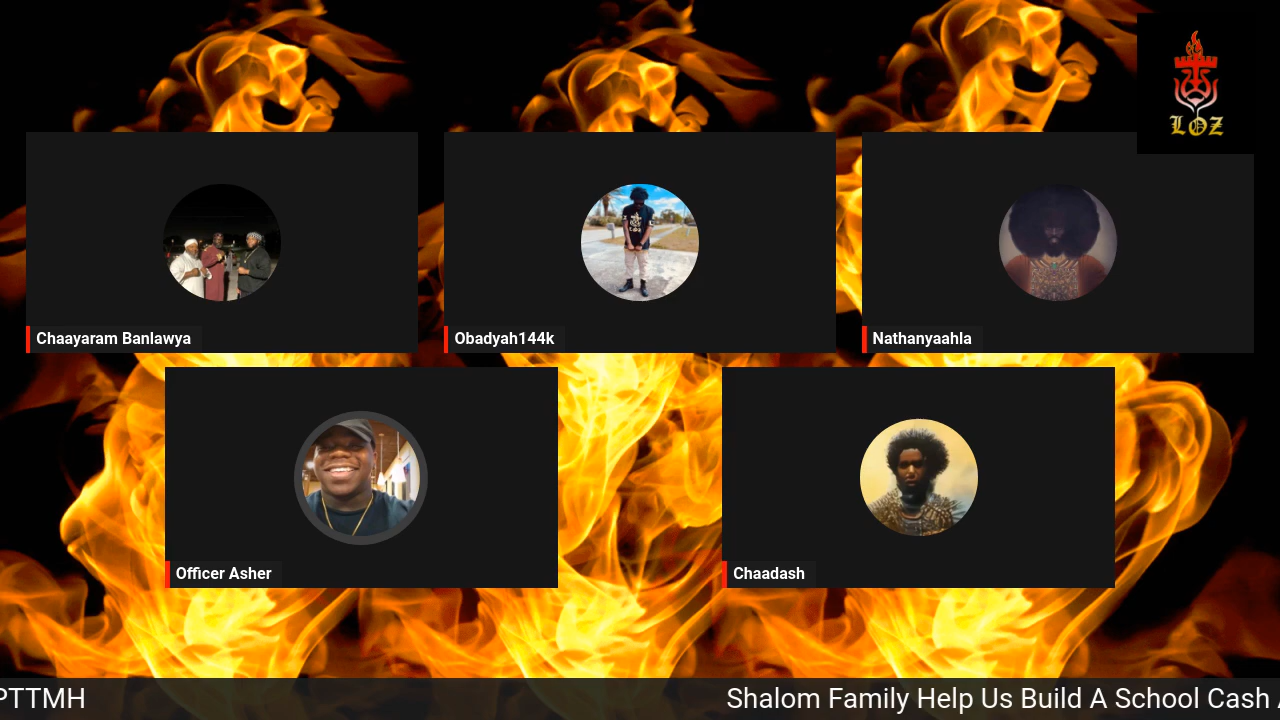 LOZ
Chaayaram Banlawya
Obadyah144k
Nathanyaahla
Officer Asher
Chaadash
PTTMH Shalom Family Help Us Build A School Cash